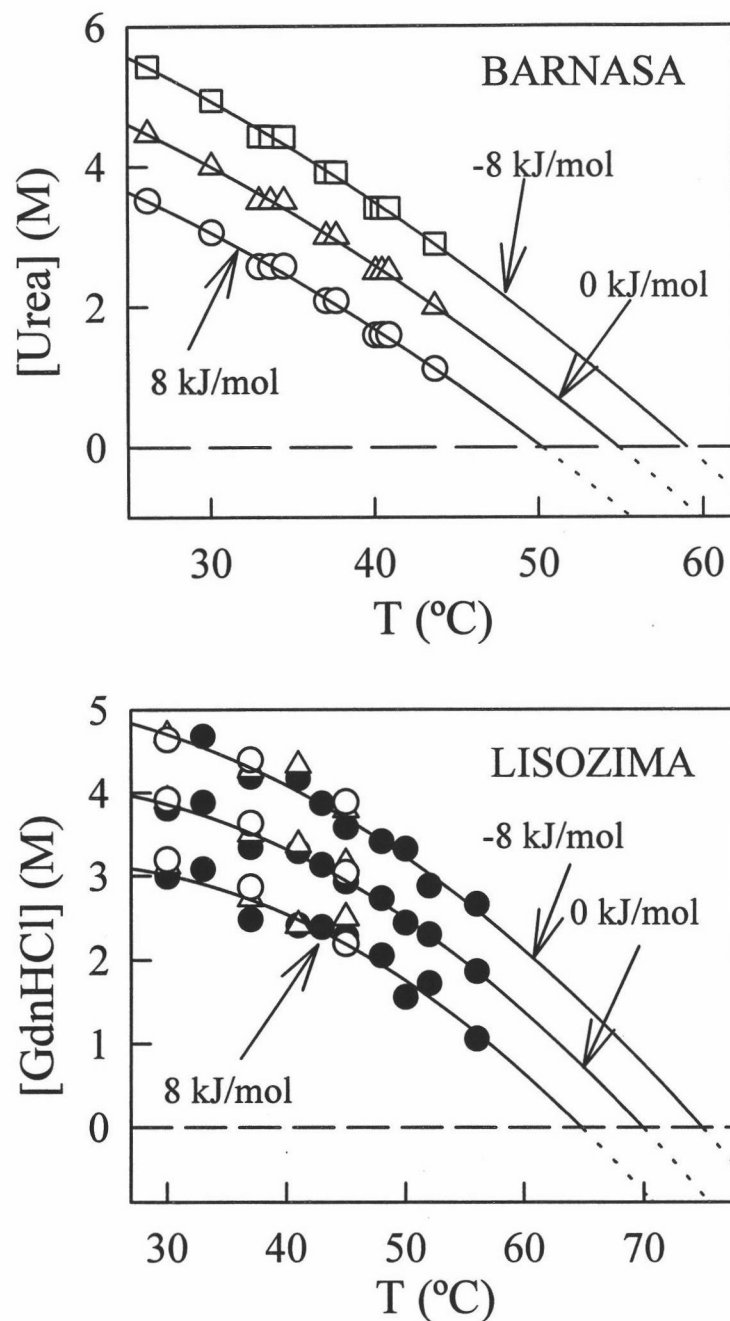 6
BARNASA
-8 kJ/mol
4
0 kJ/mol
[Urea] (M)
2
8 kJ/mol
0
30 40 50 60
T (ºC)
5
LISOZIMA
4
-8 kJ/mol
[GdnHCl] (M)
3
0 kJ/mol
2
1
8 kJ/mol
0
30 40 50 60 70
T (ºC)